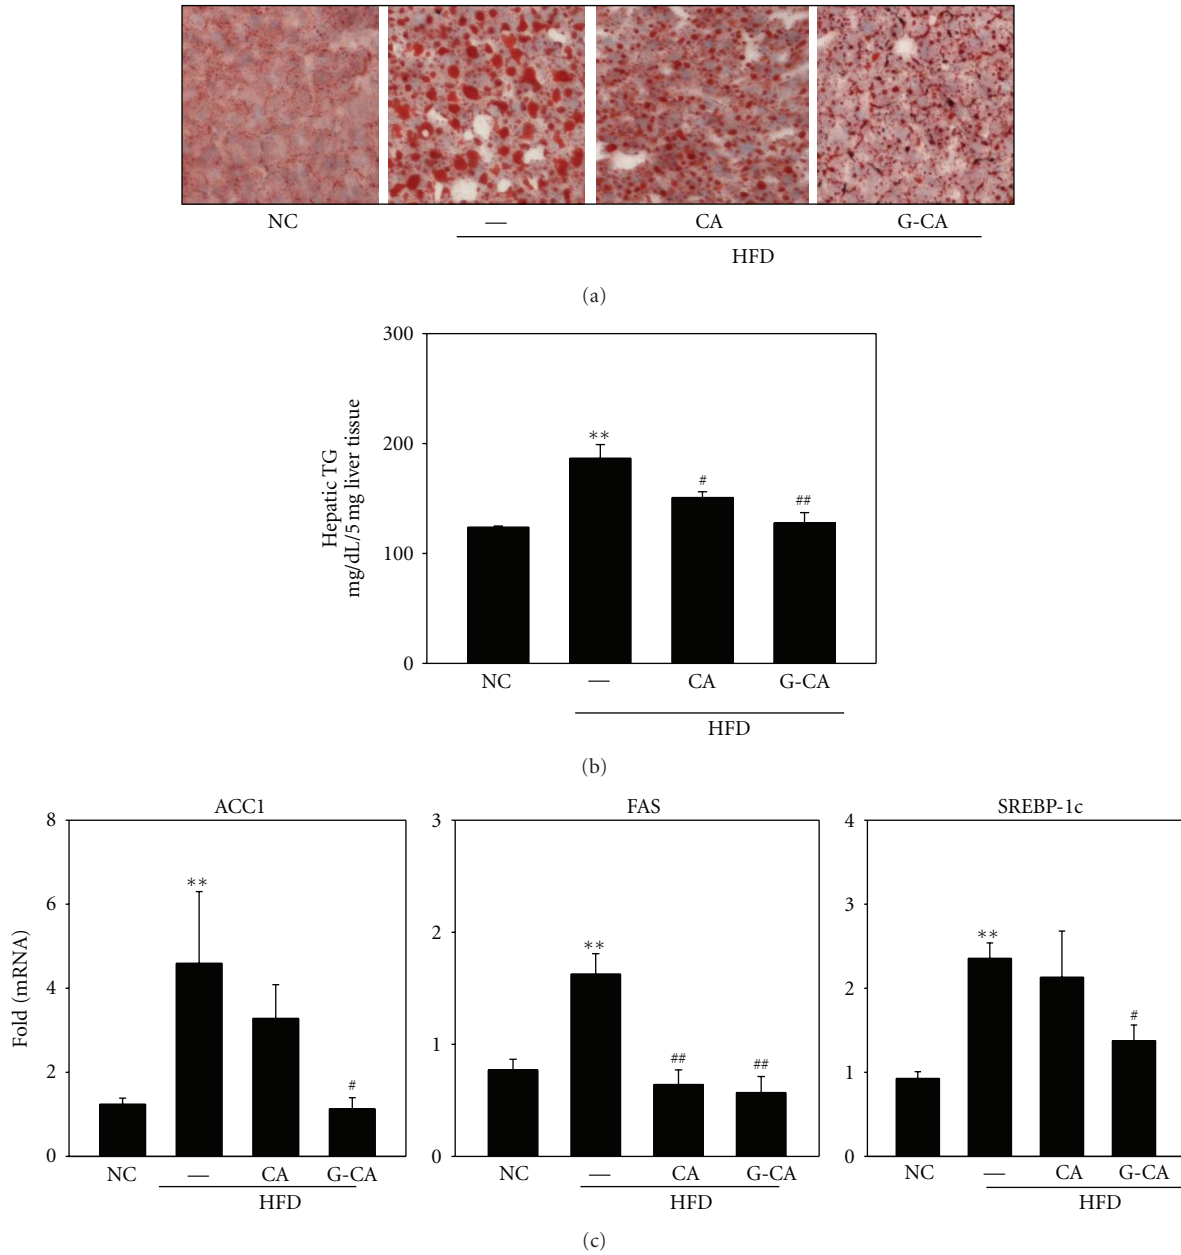 NC — CA G-CA
HFD
(a)
300
200
100
0
Hepatic TG
mg/dL/5 mg liver tissue
**
#
##
NC — CA G-CA
HFD
(b)
ACC1
8
6
4
2
0
Fold (mRNA)
**
#
NC — CA G-CA
HFD
FAS
3
2
1
0
**
##
##
NC — CA G-CA
HFD
SREBP-1c
4
3
2
1
0
**
#
NC — CA G-CA
HFD
(c)